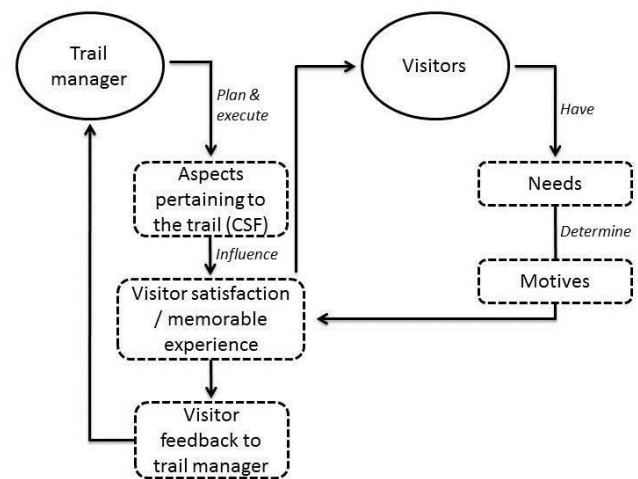 Trail
manager
Plan &
execute
Aspects
pertaining to
the trail (CSF)
Influence
Visitor satisfaction
/ memorable
experience
Visitor
feedback to
trail manager
Visitors
Have
Needs
Determine
Motives